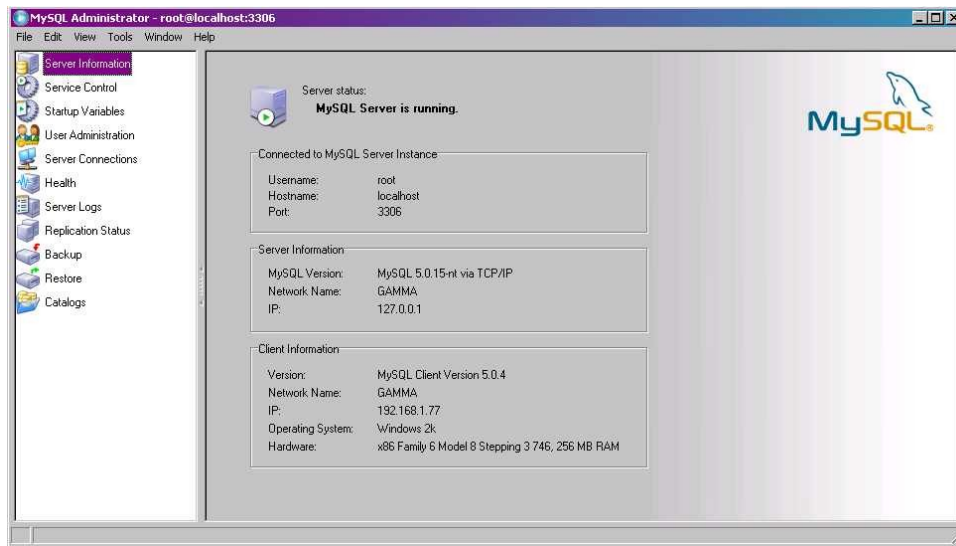 MySQL Administrator - root@localhost:3306
File Edit View Tools Window Help
Server Information
Service Control
Startup Variables
User Administration
Server Connections
Health
Server Logs
Replication Status
Backup
Restore
Catalogs
Server status:
MySQL Server is running.
MySQL®
Connected to MySQL Server Instance
Username: root
Hostname: localhost
Port: 3306
Server Information
MySQL Version: MySQL 5.0.15-nt via TCP/IP
Network Name: GAMMA
IP: 127.0.0.1
Client Information
Version: MySQL Client Version 5.0.4
Network Name: GAMMA
IP: 192.168.1.77
Operating System: Windows 2k
Hardware: x86 Family 6 Model 8 Stepping 3 746, 256 MB RAM